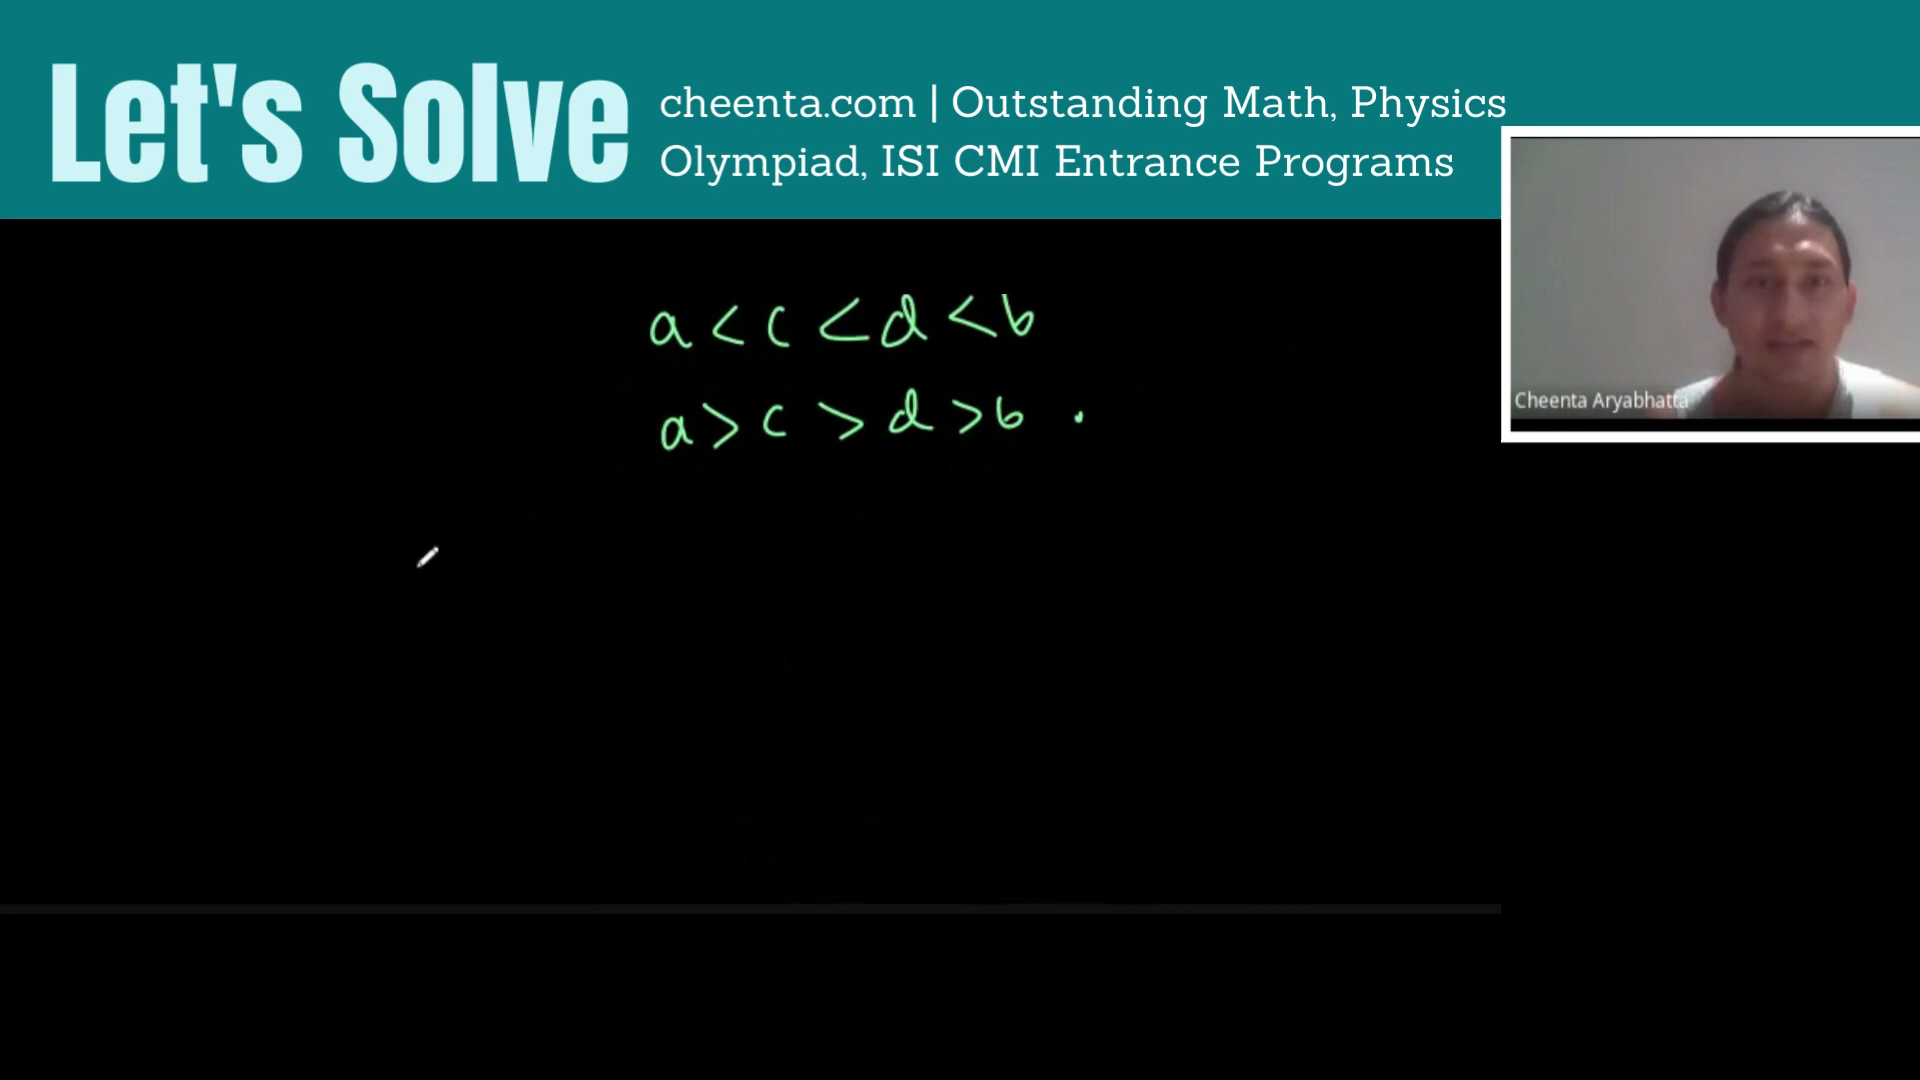 Let's Solve
cheenta.com | Outstanding Math, Physics
Olympiad, ISI CMI Entrance Programs
a < c < d < b
a > c > d > b .
Cheenta Aryabhatta